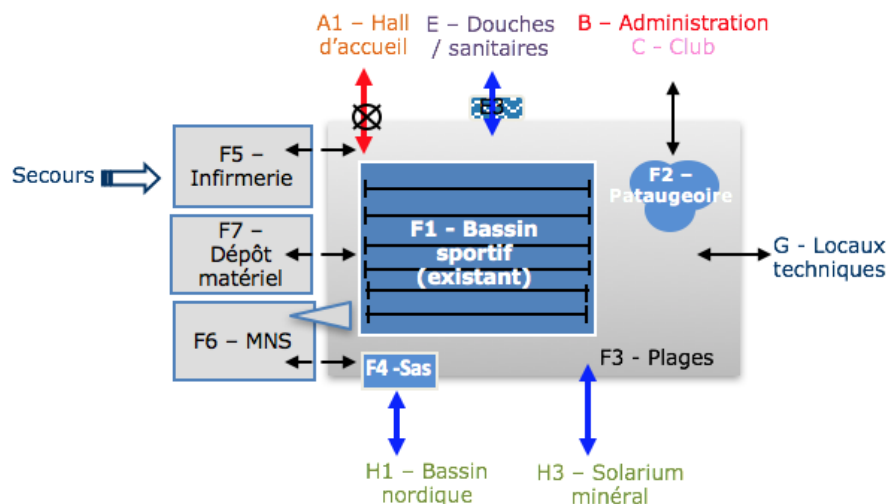 A1 – Hall
d'accueil
E – Douches
/ sanitaires
B – Administration
C - Club
E3
Secours
F5 –
Infirmerie
F7 –
Dépôt
matériel
F6 – MNS
F1 - Bassin
sportif
(existant)
F2 –
Pataugeoire
G - Locaux
techniques
F3 - Plages
F4 -Sas
H1 – Bassin
nordique
H3 – Solarium
minéral